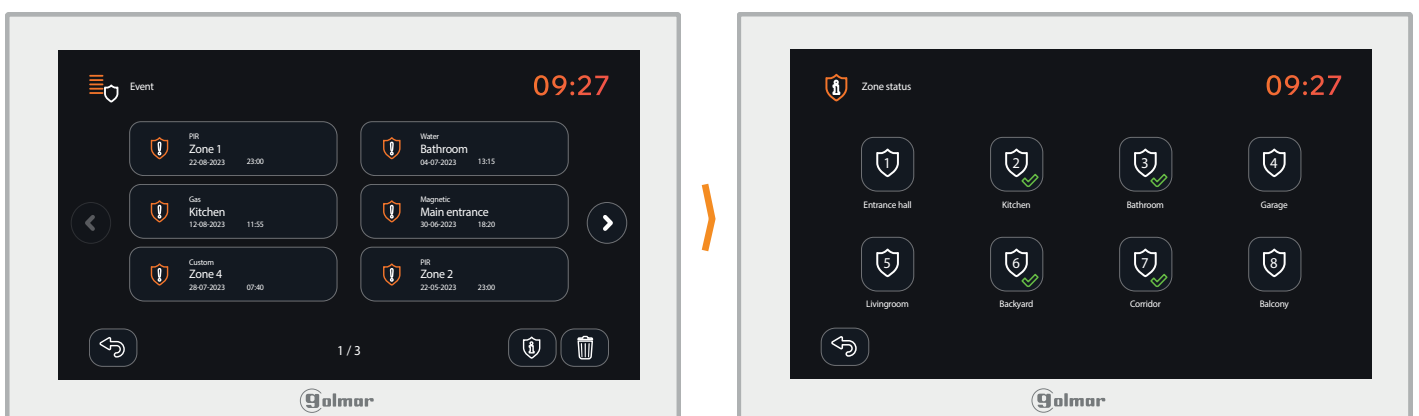 Event
09:27
PIR
Zone 1
22-08-2023 23:00
Water
Bathroom
04-07-2023 13:15
Gas
Kitchen
12-08-2023 11:55
Magnetic
Main entrance
30-06-2023 18:20
Custom
Zone 4
28-07-2023 07:40
PIR
Zone 2
22-05-2023 23:00
1 / 3
golmar
Zone status
09:27
1
2
3
4
Entrance hall
Kitchen
Bathroom
Garage
5
6
7
8
Livingroom
Backyard
Corridor
Balcony
golmar